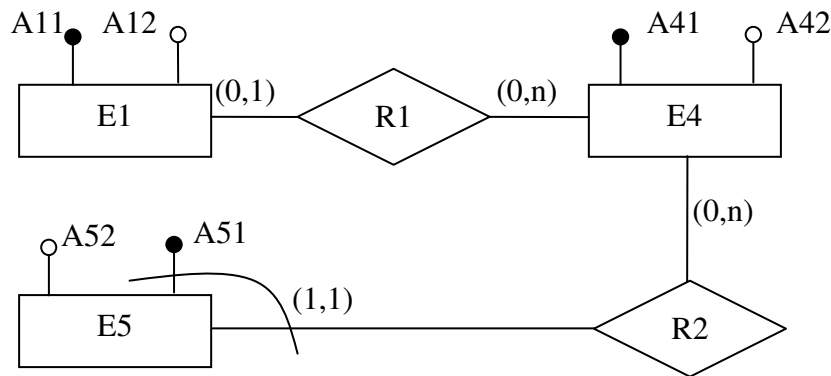 A11 A12 A41 A42
(0,1) (0,n)
E1 R1 E4
(0,n)
A52 A51
(1,1)
E5 R2